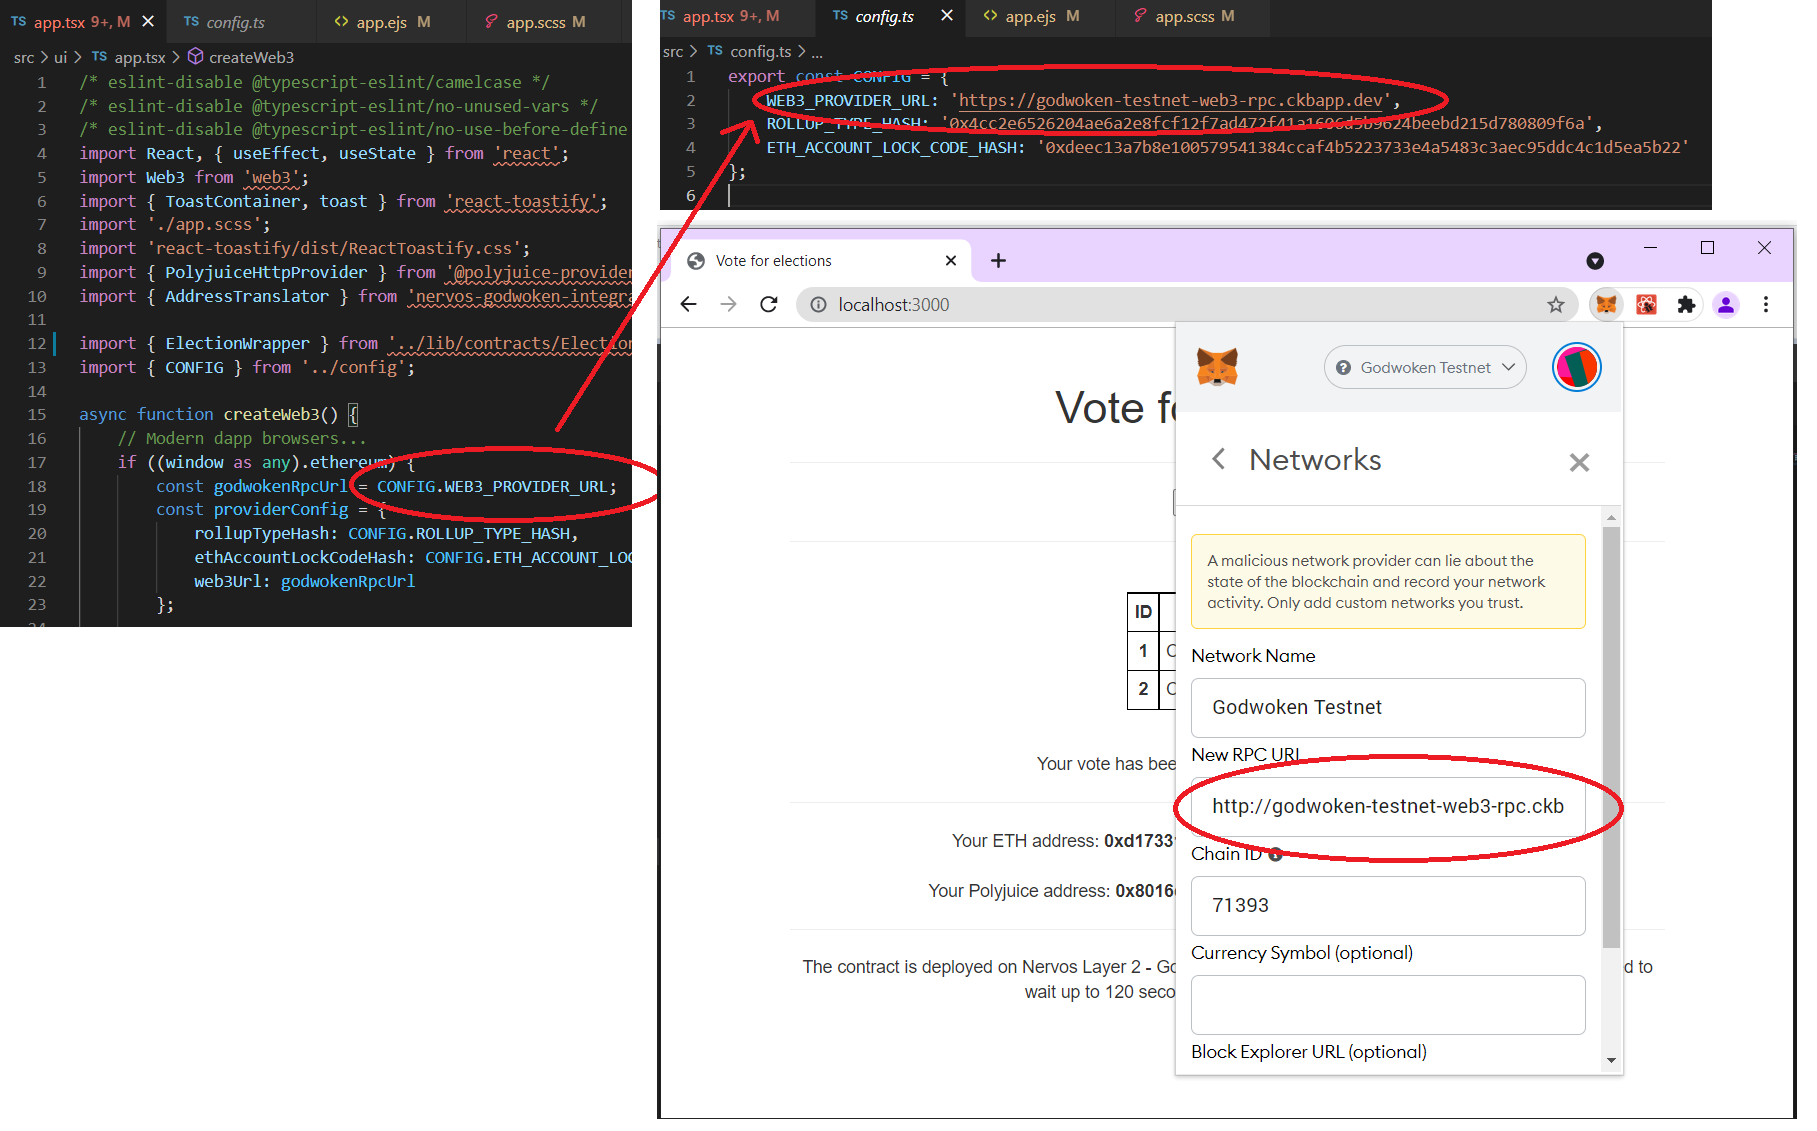 TS app.tsx 9+, M
TS config.ts
<> app.ejs M
app.scss M
src > ui > TS app.tsx > createWeb3
1 /* eslint-disable @typescript-eslint/camelcase */
2 /* eslint-disable @typescript-eslint/no-unused-vars */
3 /* eslint-disable @typescript-eslint/no-use-before-define
4 import React, { useEffect, useState } from 'react';
5 import Web3 from 'web3';
6 import { ToastContainer, toast } from 'react-toastify';
7 import './app.scss';
8 import 'react-toastify/dist/ReactToastify.css';
9 import { PolyjuiceHttpProvider } from '@polyjuice-provider
10 import { AddressTranslator } from 'nervos-godwoken-integra
11
12 import { ElectionWrapper } from '../lib/contracts/Election
13 import { CONFIG } from '../config';
14
15 async function createWeb3() {
16 // Modern dapp browsers...
17 if ((window as any).ethereum) {
18 const godwokenRpcUrl = CONFIG.WEB3_PROVIDER_URL;
19 const providerConfig = {
20 rollupTypeHash: CONFIG.ROLLUP_TYPE_HASH,
21 ethAccountLockCodeHash: CONFIG.ETH_ACCOUNT_LOC
22 web3Url: godwokenRpcUrl
23 };
24
TS app.tsx 9+, M
TS config.ts
<> app.ejs M
app.scss M
src > TS config.ts > ...
1 export const CONFIG = {
2 WEB3_PROVIDER_URL: 'https://godwoken-testnet-web3-rpc.ckbapp.dev',
3 ROLLUP_TYPE_HASH: '0x4cc2e6526204ae6a2e8fcf12f7ad472f41a1606d5b9624beebd215d780809f6a',
4 ETH_ACCOUNT_LOCK_CODE_HASH: '0xdeec13a7b8e100579541384ccaf4b5223733e4a5483c3aec95ddc4c1d5ea5b22'
5 };
6
Vote for elections
localhost:3000
Vote fo
ID
1 C
2 C
Your vote has bee
Your ETH address: 0xd1733
Your Polyjuice address: 0x8016
The contract is deployed on Nervos Layer 2 - Go
d to
wait up to 120 seco
Godwoken Testnet
Networks
A malicious network provider can lie about the
state of the blockchain and record your network
activity. Only add custom networks you trust.
Network Name
Godwoken Testnet
New RPC URL
http://godwoken-testnet-web3-rpc.ckb
Chain ID
71393
Currency Symbol (optional)
Block Explorer URL (optional)